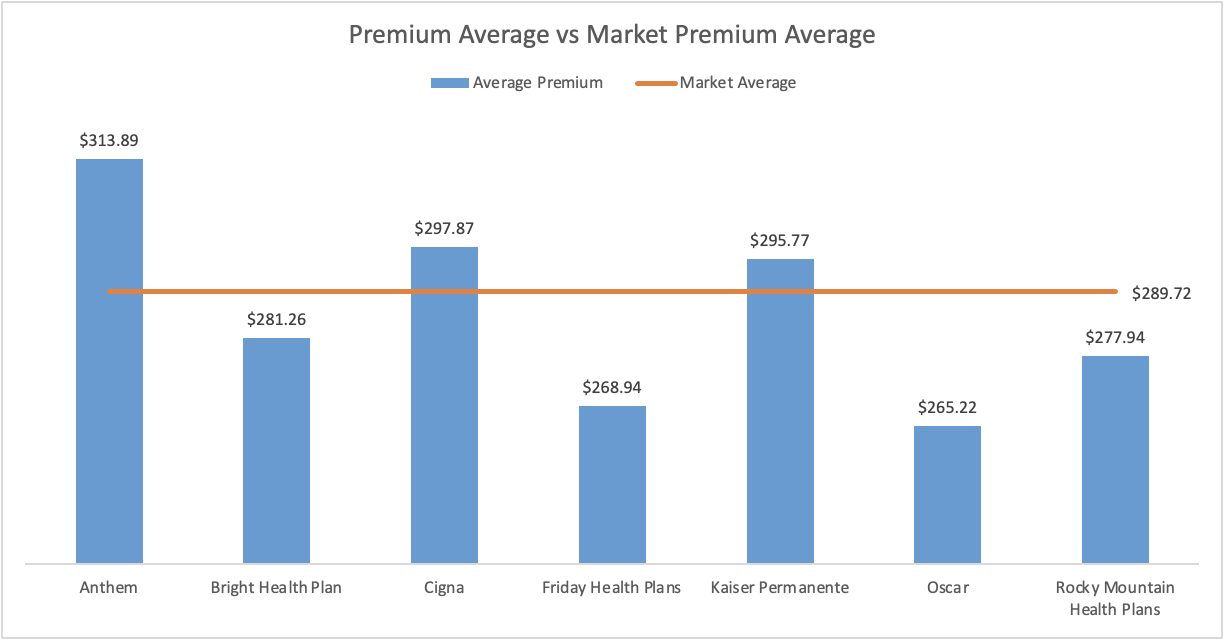 Premium Average vs Market Premium Average
Average Premium
Market Average
$313.89
$281.26
$297.87
$268.94
$295.77
$265.22
$277.94
$289.72
Anthem
Bright Health Plan
Cigna
Friday Health Plans
Kaiser Permanente
Oscar
Rocky Mountain
Health Plans